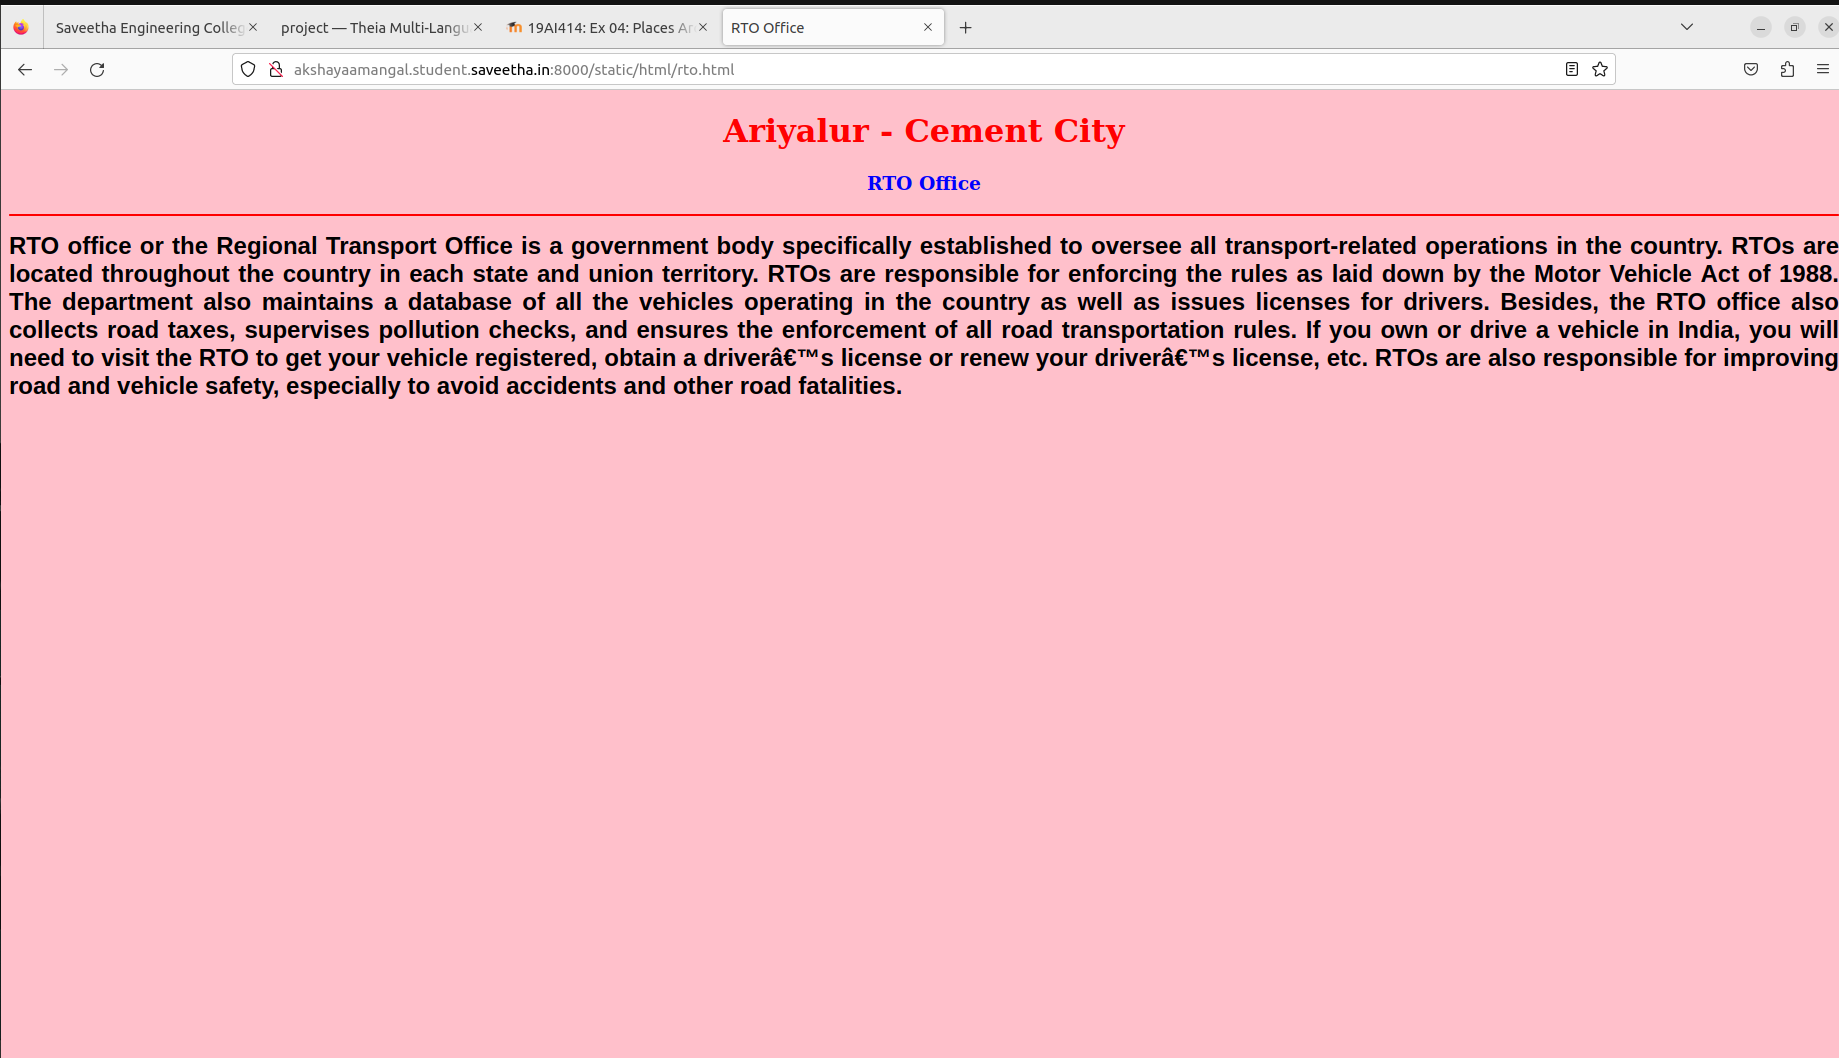 Saveetha Engineering Colleg
project — Theia Multi-Langu
19AI414: Ex 04: Places Ar
RTO Office
akshayaamangal.student.saveetha.in:8000/static/html/rto.html
Ariyalur - Cement City
RTO Office
RTO office or the Regional Transport Office is a government body specifically established to oversee all transport-related operations in the country. RTOs are
located throughout the country in each state and union territory. RTOs are responsible for enforcing the rules as laid down by the Motor Vehicle Act of 1988.
The department also maintains a database of all the vehicles operating in the country as well as issues licenses for drivers. Besides, the RTO office also
collects road taxes, supervises pollution checks, and ensures the enforcement of all road transportation rules. If you own or drive a vehicle in India, you will
need to visit the RTO to get your vehicle registered, obtain a driverâ€™s license or renew your driverâ€™s license, etc. RTOs are also responsible for improving
road and vehicle safety, especially to avoid accidents and other road fatalities.